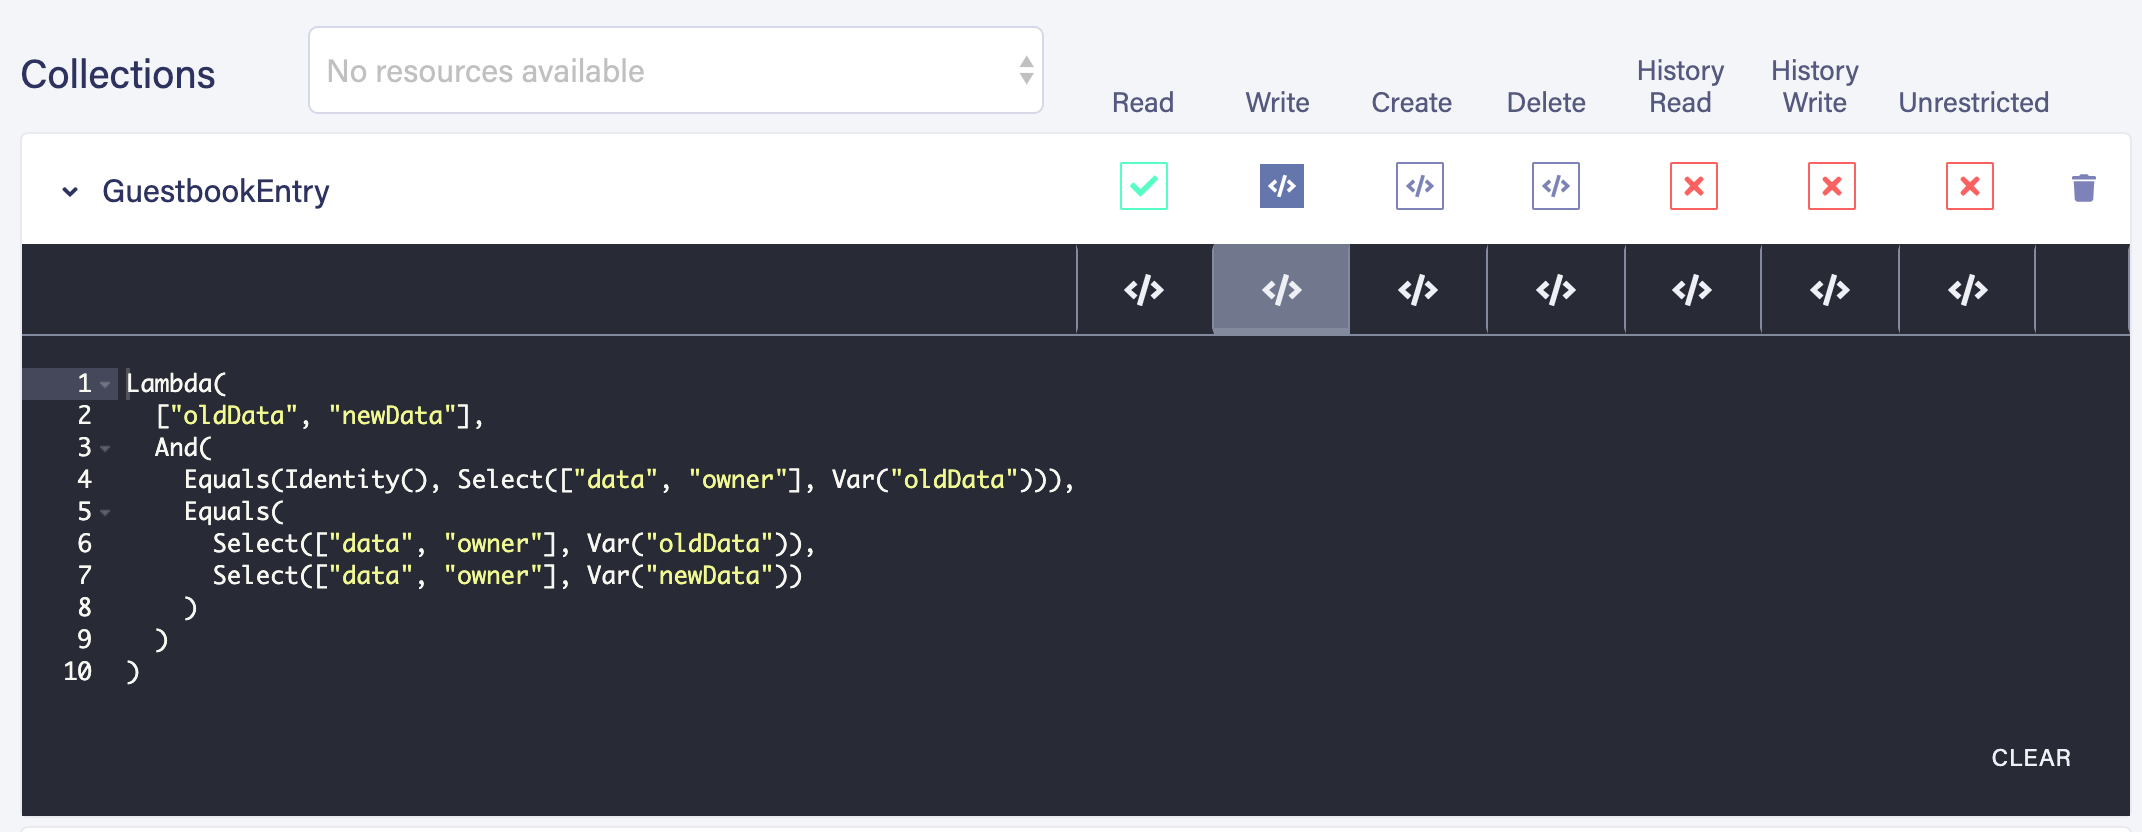 Collections
No resources available
Read
Write
Create
Delete
History Read
History Write
Unrestricted
GuestbookEntry
</> </> </>
</> </> </> </> </> </> </>
1 Lambda(
2   ["oldData", "newData"],
3   And(
4     Equals(Identity(), Select(["data", "owner"], Var("oldData"))),
5     Equals(
6       Select(["data", "owner"], Var("oldData")),
7       Select(["data", "owner"], Var("newData"))
8     )
9   )
10 )
CLEAR